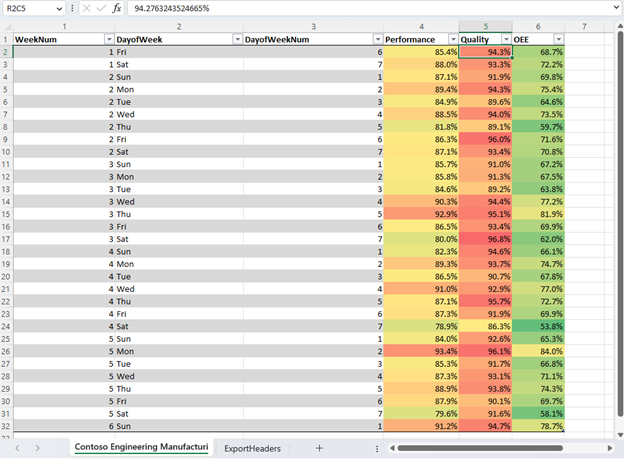 R2C5 fx 94.2763243524665%
1 2 3 4 5 6 7
1 WeekNum DayofWeek DayofWeekNum Performance Quality OEE
2 1 Fri 6 85.4% 94.3% 68.7%
3 1 Sat 7 88.0% 93.3% 72.2%
4 2 Sun 1 87.1% 91.9% 69.8%
5 2 Mon 2 89.4% 94.3% 75.4%
6 2 Tue 3 84.9% 89.6% 64.6%
7 2 Wed 4 88.5% 94.0% 73.5%
8 2 Thu 5 81.8% 89.1% 59.7%
9 2 Fri 6 86.3% 96.0% 71.6%
10 2 Sat 7 87.1% 93.4% 70.8%
11 3 Sun 1 85.7% 91.0% 67.2%
12 3 Mon 2 85.8% 91.3% 67.5%
13 3 Tue 3 84.6% 89.2% 63.8%
14 3 Wed 4 90.3% 94.4% 77.2%
15 3 Thu 5 92.9% 95.1% 81.9%
16 3 Fri 6 86.5% 93.4% 69.9%
17 3 Sat 7 80.0% 96.8% 62.0%
18 4 Sun 1 82.3% 94.6% 66.1%
19 4 Mon 2 89.3% 93.7% 74.7%
20 4 Tue 3 86.5% 90.7% 67.8%
21 4 Wed 4 91.0% 92.9% 77.0%
22 4 Thu 5 87.1% 95.7% 72.7%
23 4 Fri 6 87.3% 91.9% 69.9%
24 4 Sat 7 78.9% 86.3% 53.8%
25 5 Sun 1 84.0% 92.6% 65.3%
26 5 Mon 2 93.4% 96.1% 84.0%
27 5 Tue 3 85.3% 91.7% 66.8%
28 5 Wed 4 87.3% 93.1% 71.1%
29 5 Thu 5 88.9% 93.8% 74.3%
30 5 Fri 6 87.9% 90.1% 69.7%
31 5 Sat 7 79.6% 91.6% 58.1%
32 6 Sun 1 91.2% 94.7% 78.7%
Contoso Engineering Manufacturi ExportHeaders +